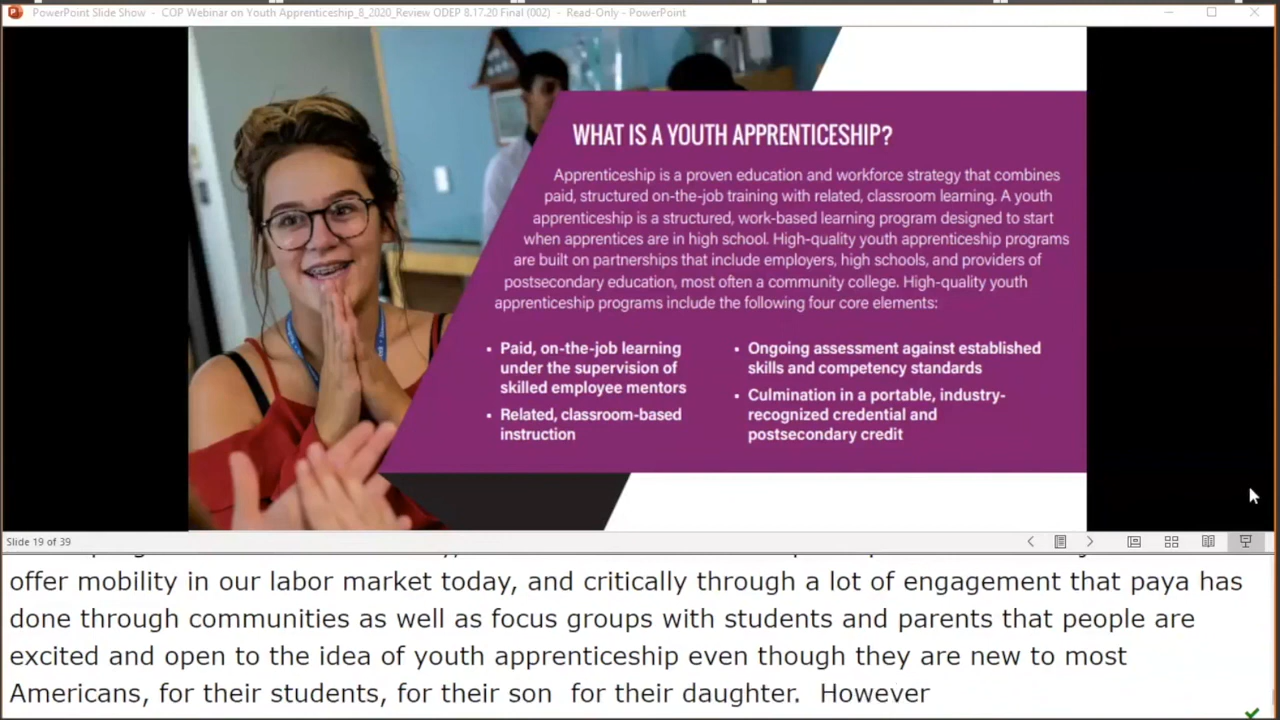 PowerPoint Slide Show - COP Webinar on Youth Apprenticeship_8_2020_Review ODEP 8.17.20 Final (002) - Read-Only - PowerPoint
WHAT IS A YOUTH APPRENTICESHIP?
Apprenticeship is a proven education and workforce strategy that combines
paid, structured on-the-job training with related, classroom learning. A youth
apprenticeship is a structured, work-based learning program designed to start
when apprentices are in high school. High-quality youth apprenticeship programs
are built on partnerships that include employers, high schools, and providers of
postsecondary education, most often a community college. High-quality youth
apprenticeship programs include the following four core elements:
• Paid, on-the-job learning
under the supervision of
skilled employee mentors
• Related, classroom-based
instruction
• Ongoing assessment against established
skills and competency standards
• Culmination in a portable, industry-
recognized credential and
postsecondary credit
Slide 19 of 39
offer mobility in our labor market today, and critically through a lot of engagement that paya has
done through communities as well as focus groups with students and parents that people are
excited and open to the idea of youth apprenticeship even though they are new to most
Americans, for their students, for their son  for their daughter.  However